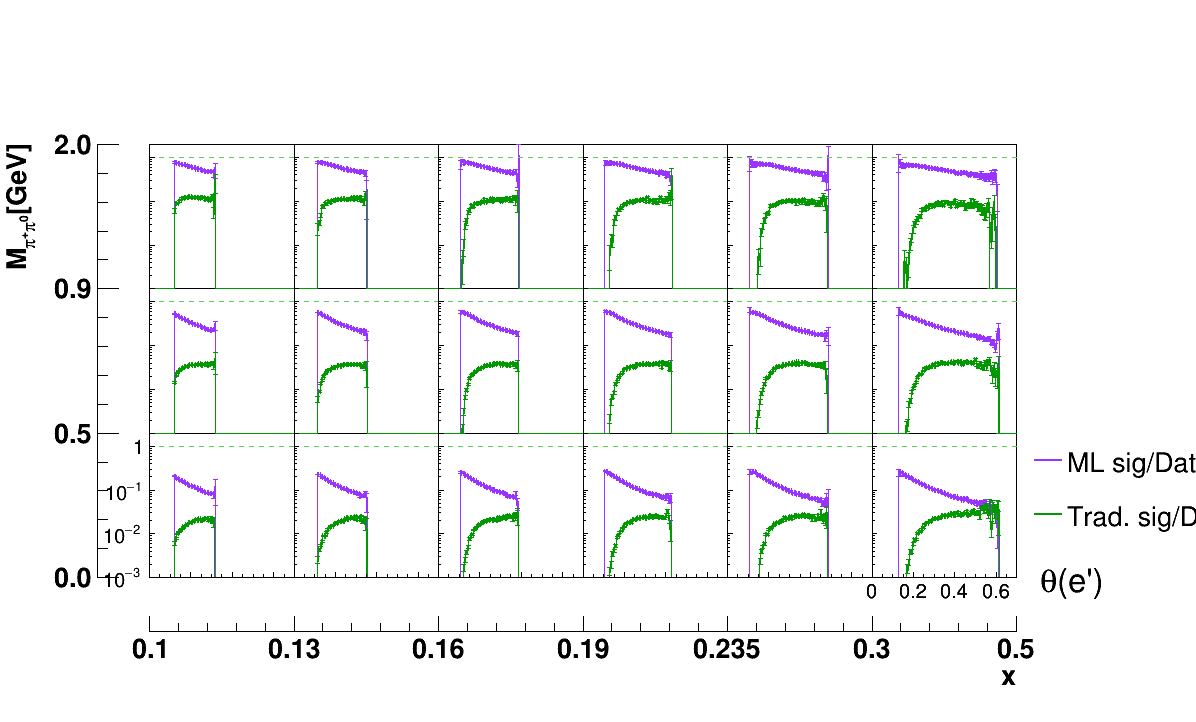 M_{π⁺π⁰} [GeV]
2.0
0.9
0.5
0.0
1
10⁻¹
10⁻²
10⁻³
ML sig/Dat
Trad. sig/D
0 0.2 0.4 0.6
θ(e')
0.1 0.13 0.16 0.19 0.235 0.3 0.5
x